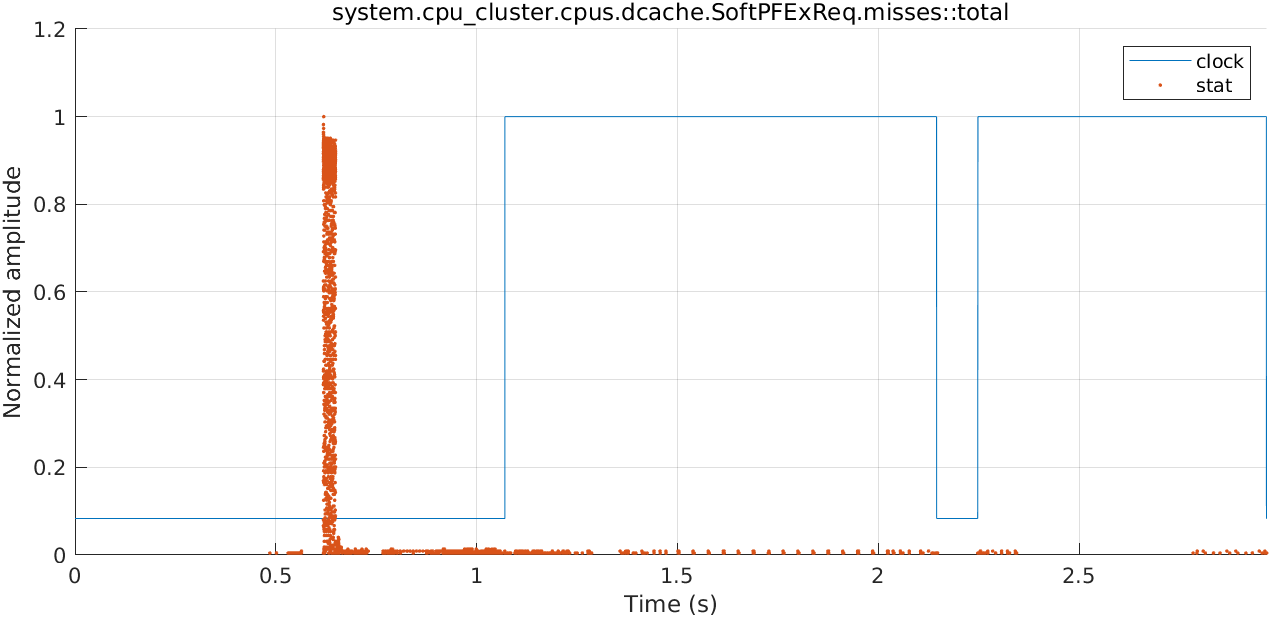 system.cpu_cluster.cpus.dcache.SoftPFExReq.misses::total
1.2
1
0.8
0.6
0.4
0.2
0
Normalized amplitude
clock
stat
0 0.5 1 1.5 2 2.5
Time (s)